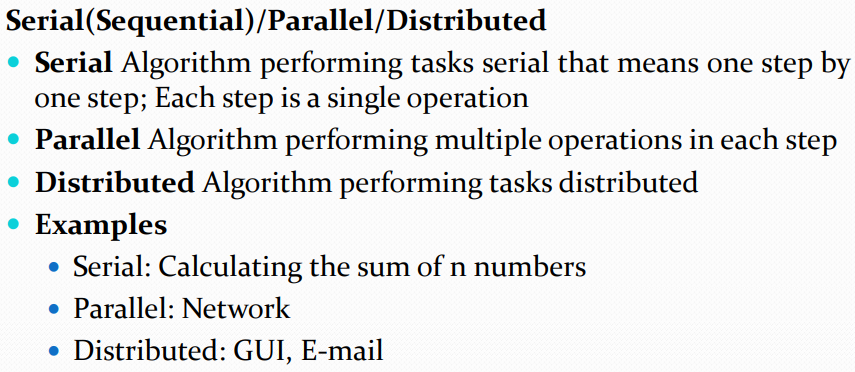 Serial(Sequential)/Parallel/Distributed
• Serial Algorithm performing tasks serial that means one step by
one step; Each step is a single operation
• Parallel Algorithm performing multiple operations in each step
• Distributed Algorithm performing tasks distributed
• Examples
• Serial: Calculating the sum of n numbers
• Parallel: Network
• Distributed: GUI, E-mail